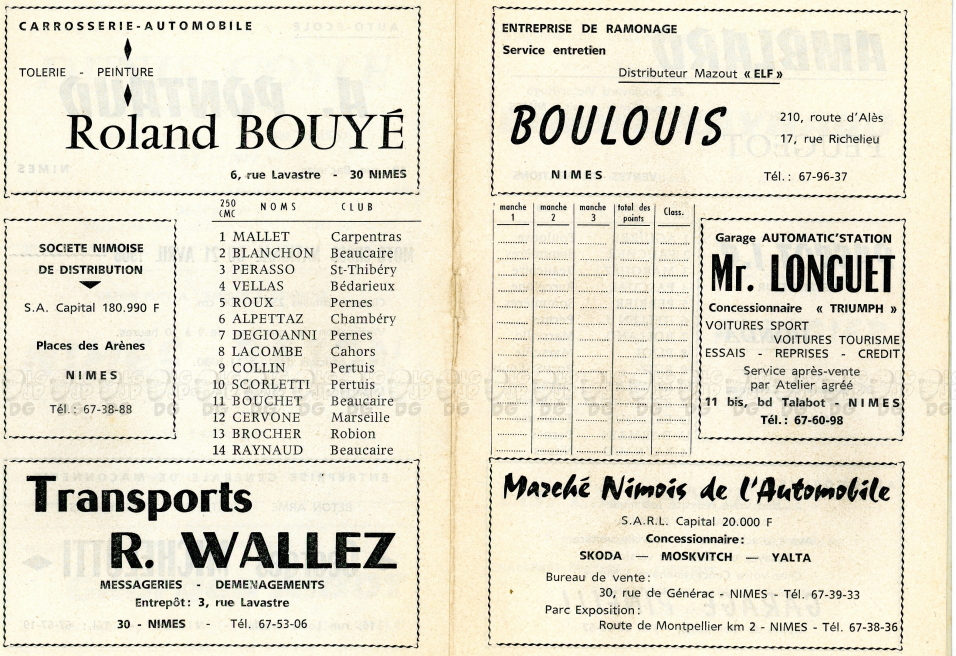 CARROSSERIE-AUTOMOBILE
TOLERIE - PEINTURE
Roland BOUYÉ
6, rue Lavastre - 30 NIMES
SOCIETE NIMOISE
DE DISTRIBUTION
S.A. Capital 180.990 F
Places des Arènes
NIMES
Tél. : 67-38-88
250 CMC NOMS CLUB
1 MALLET Carpentras
2 BLANCHON Beaucaire
3 PERASSO St-Thibéry
4 VELLAS Bédarieux
5 ROUX Pernes
6 ALPETTAZ Chambéry
7 DEGIOANNI Pernes
8 LACOMBE Cahors
9 COLLIN Pertuis
10 SCORLETTI Pertuis
11 BOUCHET Beaucaire
12 CERVONE Marseille
13 BROCHER Robion
14 RAYNAUD Beaucaire
Transports
R. WALLEZ
MESSAGERIES - DEMENAGEMENTS
Entrepôt : 3, rue Lavastre
30 - NIMES - Tél. 67-53-06
ENTREPRISE DE RAMONAGE
Service entretien
Distributeur Mazout « ELF »
BOULOUIS
210, route d'Alès
17, rue Richelieu
NIMES Tél. : 67-96-37
manche 1 manche 2 manche 3 total des points Class.
Garage AUTOMATIC'STATION
Mr. LONGUET
Concessionnaire « TRIUMPH »
VOITURES SPORT
VOITURES TOURISME
ESSAIS - REPRISES - CREDIT
Service après-vente
par Atelier agréé
11 bis, bd Talabot - NIMES
Tél. : 67-60-98
Marché Nimois de l'Automobile
S.A.R.L. Capital 20.000 F
Concessionnaire :
SKODA — MOSKVITCH — YALTA
Bureau de vente :
30, rue de Générac - NIMES - Tél. 67-39-33
Parc Exposition :
Route de Montpellier km 2 - NIMES - Tél. 67-38-36